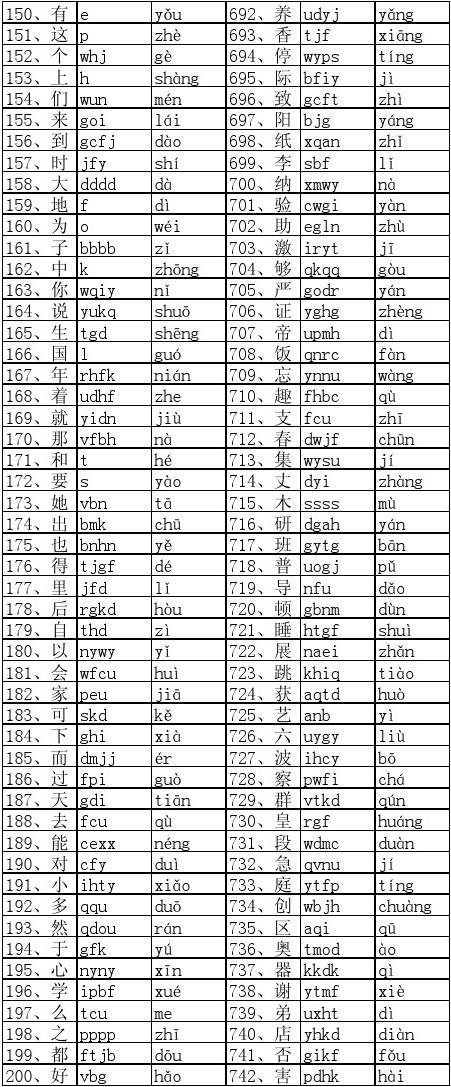 150、有 e yǒu 692、养 udyj yǎng
151、这 p zhè 693、香 tjf xiāng
152、个 whj gè 694、停 wyps tíng
153、上 h shàng 695、际 bfiy jì
154、们 wun mén 696、致 gcft zhì
155、来 goi lái 697、阳 bjg yáng
156、到 gcfj dào 698、纸 xqan zhǐ
157、时 jfy shí 699、李 sbf lǐ
158、大 dddd dà 700、纳 xmwy nà
159、地 f dì 701、验 cwgi yàn
160、为 o wéi 702、助 egln zhù
161、子 bbbb zǐ 703、激 iryt jī
162、中 k zhōng 704、够 qkqq gòu
163、你 wqiy nǐ 705、严 godr yán
164、说 yukq shuō 706、证 yghg zhèng
165、生 tgd shēng 707、帝 upmh dì
166、国 l guó 708、饭 qnrc fàn
167、年 rhfk nián 709、忘 ynnu wàng
168、着 udhf zhe 710、趣 fhbc qù
169、就 yidn jiù 711、支 fcu zhī
170、那 vfbh nà 712、春 dwjf chūn
171、和 t hé 713、集 wysu jí
172、要 s yào 714、丈 dyi zhàng
173、她 vbn tā 715、木 ssss mù
174、出 bmk chū 716、研 dgah yán
175、也 bnhn yě 717、班 gytg bān
176、得 tjgf dé 718、普 uogj pǔ
177、里 jfd lǐ 719、导 nfu dǎo
178、后 rgkd hòu 720、顿 gbnm dùn
179、自 thd zì 721、睡 htgf shuì
180、以 nywy yǐ 722、展 naei zhǎn
181、会 wfcu huì 723、跳 khiq tiào
182、家 peu jiā 724、获 aqtd huò
183、可 skd kě 725、艺 anb yì
184、下 ghi xià 726、六 uygy liù
185、而 dmjj ér 727、波 ihcy bō
186、过 fpi guò 728、察 pwfi chá
187、天 gdi tiān 729、群 vtkd qún
188、去 fcu qù 730、皇 rgf huáng
189、能 cexx néng 731、段 wdmc duàn
190、对 cfy duì 732、急 qvnu jí
191、小 ihty xiǎo 733、庭 ytfp tíng
192、多 qqu duō 734、创 wbjh chuàng
193、然 qdou rán 735、区 aqi qū
194、于 gfk yú 736、奥 tmod ào
195、心 nyny xīn 737、器 kkdk qì
196、学 ipbf xué 738、谢 ytmf xiè
197、么 tcu me 739、弟 uxht dì
198、之 pppp zhī 740、店 yhkd diàn
199、都 ftjb dōu 741、否 gikf fǒu
200、好 vbg hǎo 742、害 pdhk hài